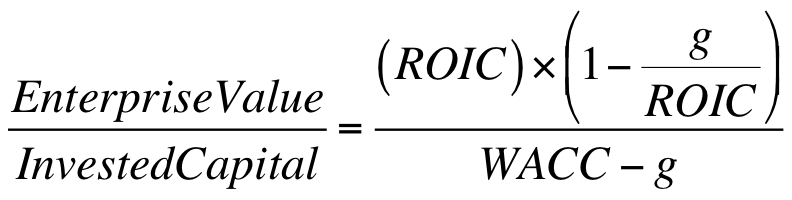 EnterpriseValue / InvestedCapital = (ROIC) × (1 − g / ROIC) / WACC − g